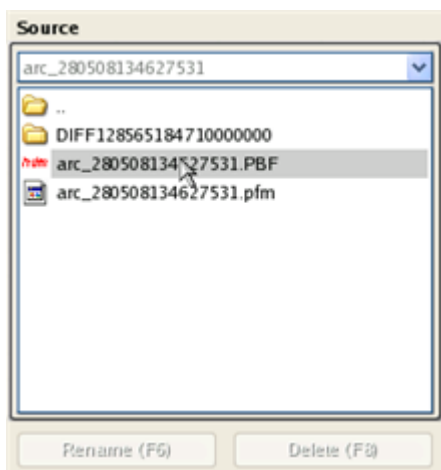 Source
arc_280508134627531
..
DIFF128565184710000000
arc_280508134627531.PBF
arc_280508134627531.pfm
Rename (F6)
Delete (F8)